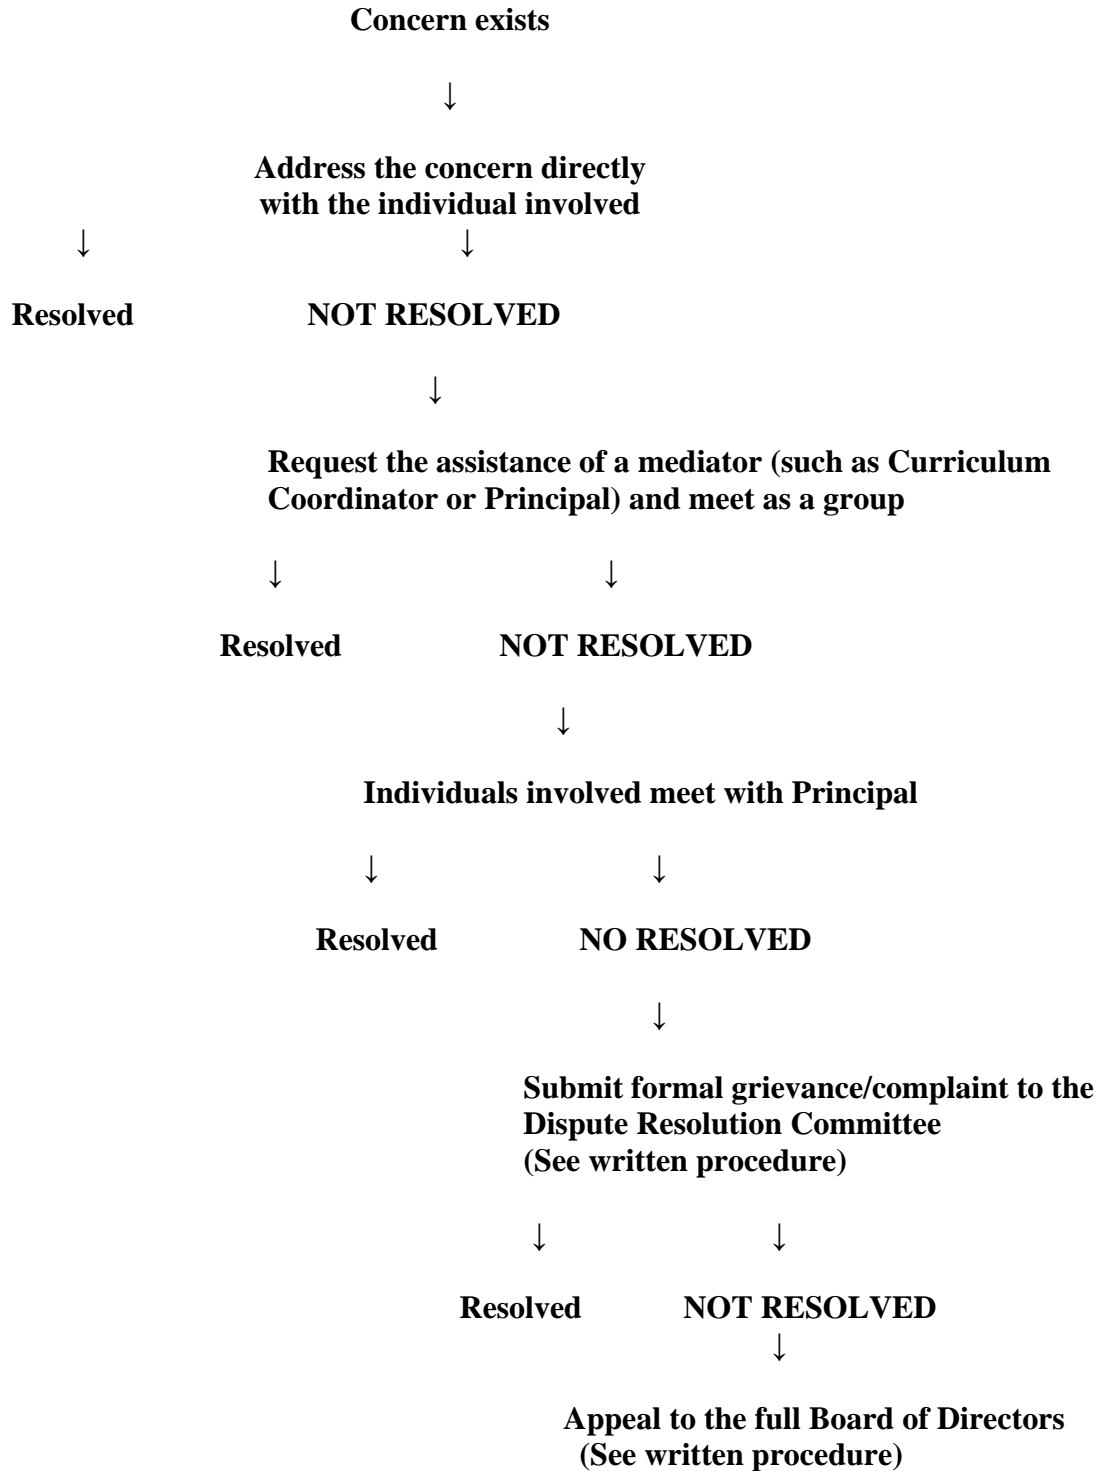 Concern exists
↓
Address the concern directly
with the individual involved
↓ ↓
Resolved NOT RESOLVED
↓
Request the assistance of a mediator (such as Curriculum
Coordinator or Principal) and meet as a group
↓ ↓
Resolved NOT RESOLVED
↓
Individuals involved meet with Principal
↓ ↓
Resolved NO RESOLVED
↓
Submit formal grievance/complaint to the
Dispute Resolution Committee
(See written procedure)
↓ ↓
Resolved NOT RESOLVED
↓
Appeal to the full Board of Directors
(See written procedure)